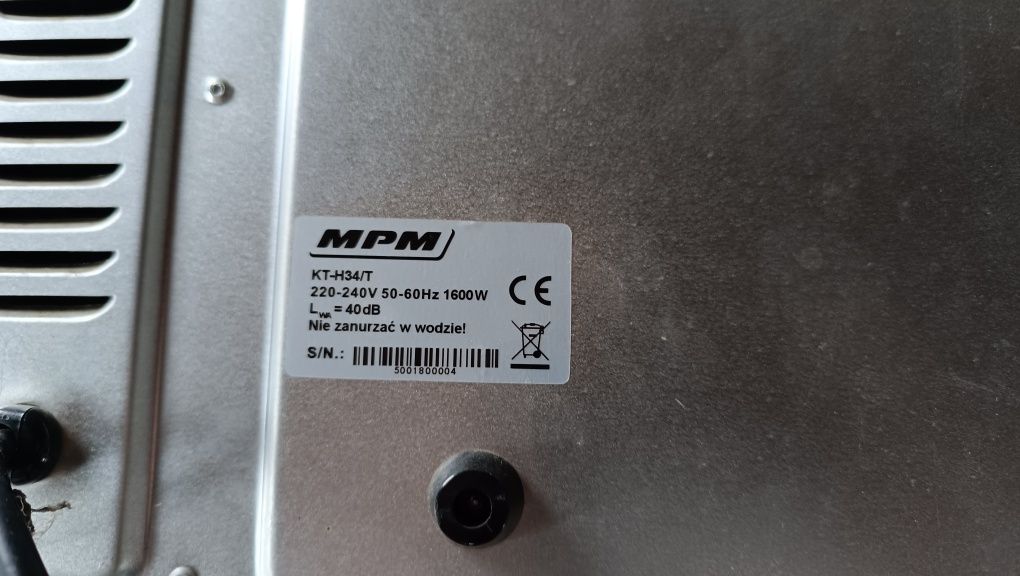 MPM
KT-H34/T
220-240V 50-60Hz 1600W
LWA = 40dB
Nie zanurzać w wodzie!
S/N.:
5001800004
CE